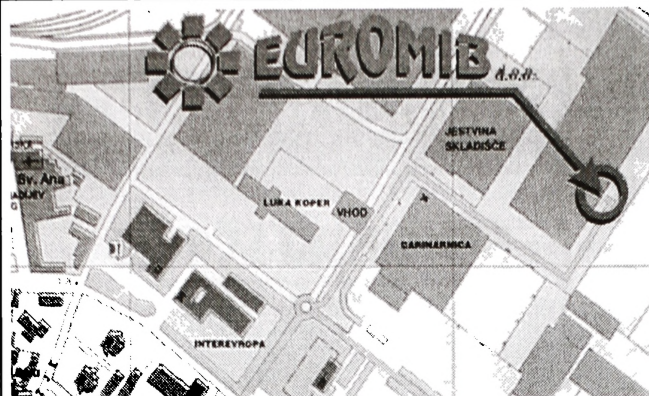 EUROMIB d.o.o.
JESTVINA
SKLADIŠČE
Sv. Ana
LUKA KOPER
VHOD
CARINARNICA
INTEREVROPA